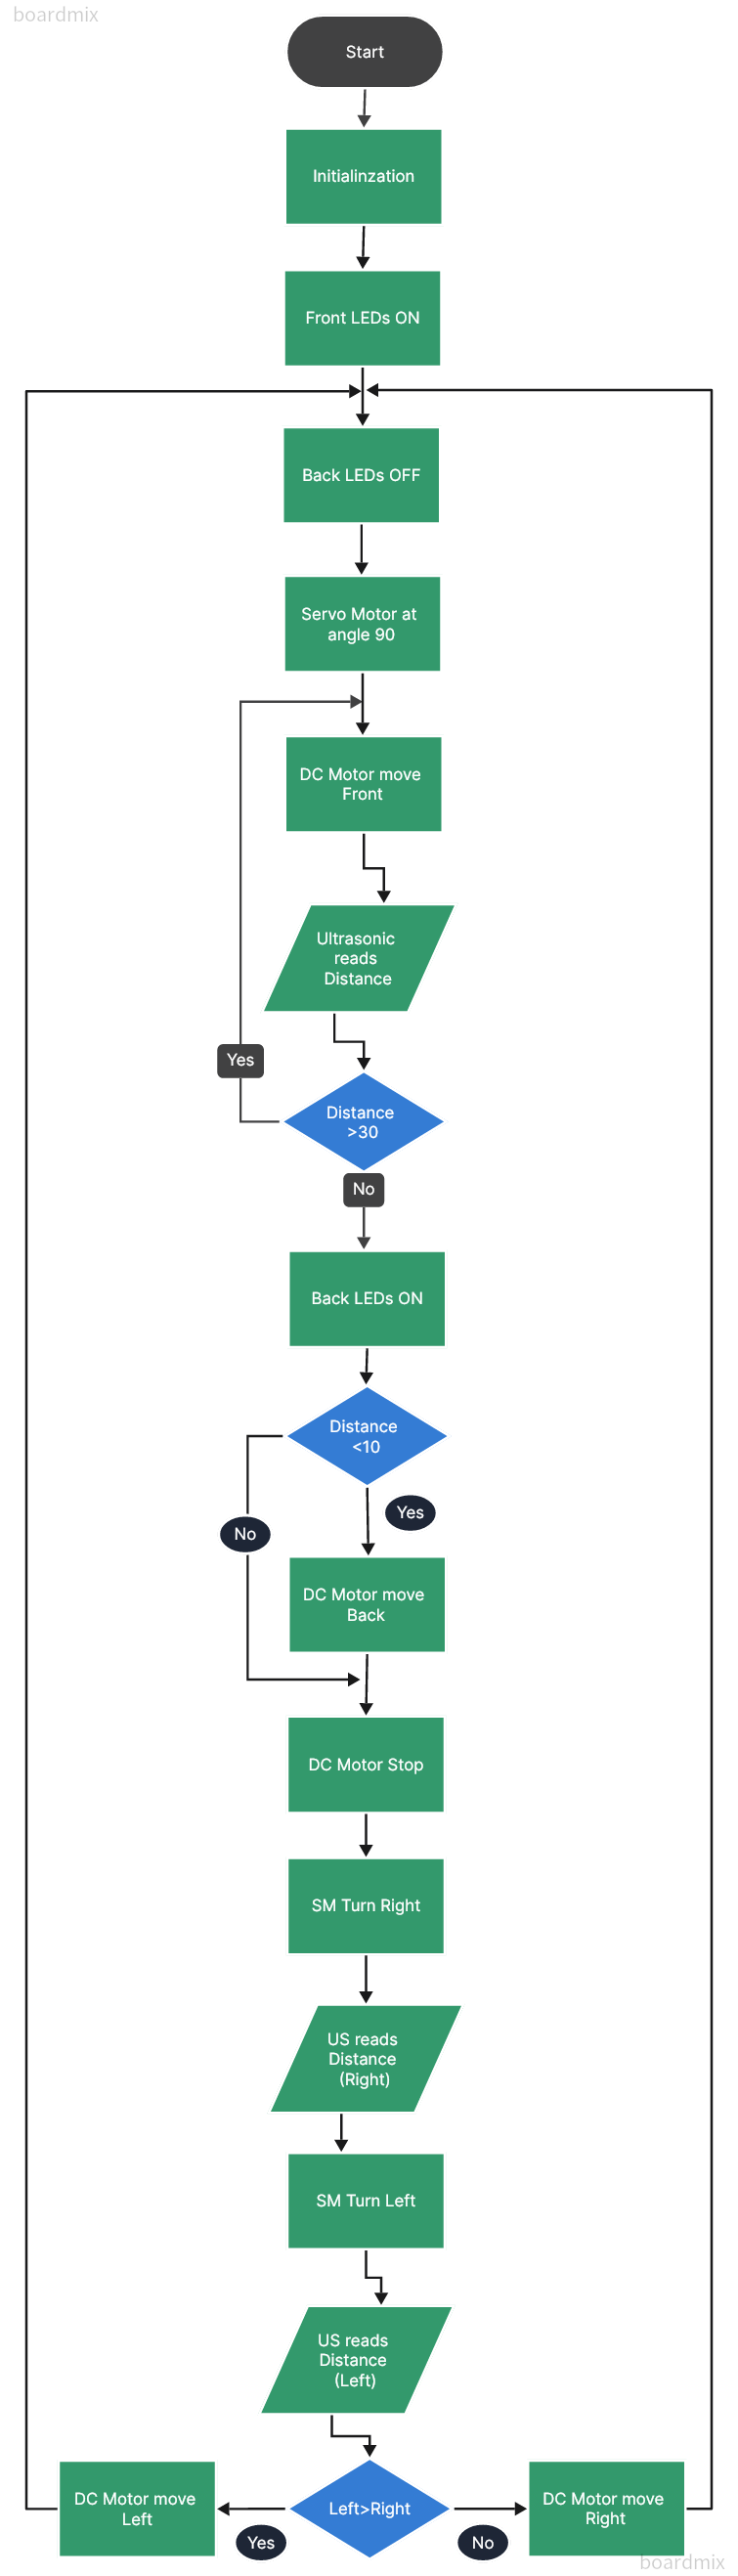 boardmix
Start
Initialinzation
Front LEDs ON
Back LEDs OFF
Servo Motor at
angle 90
DC Motor move
Front
Ultrasonic
reads
Distance
Yes
Distance
>30
No
Back LEDs ON
Distance
<10
Yes
No
DC Motor move
Back
DC Motor Stop
SM Turn Right
US reads
Distance
(Right)
SM Turn Left
US reads
Distance
(Left)
DC Motor move
Left
Left>Right
DC Motor move
Right
Yes
No
boardmix